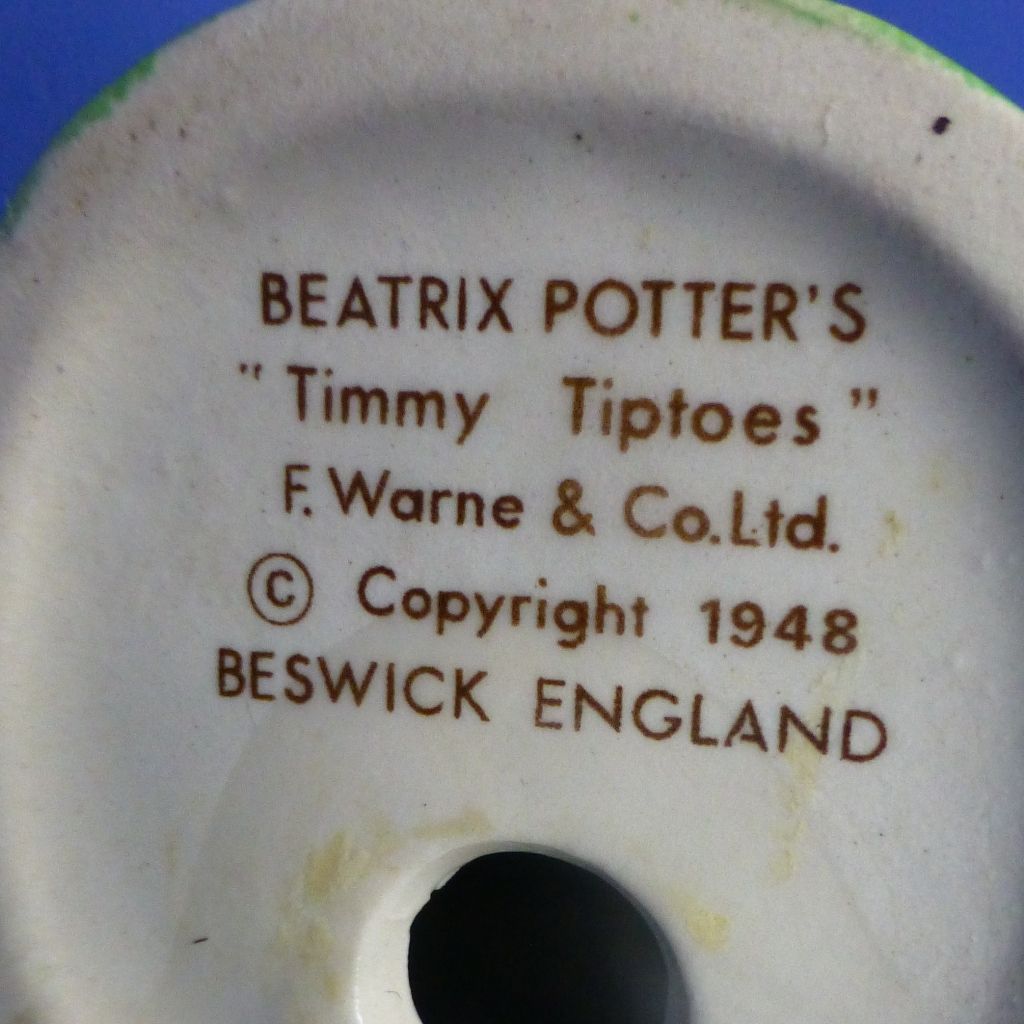 BEATRIX POTTER'S
" Timmy Tiptoes "
F. Warne & Co. Ltd.
© Copyright 1948
BESWICK ENGLAND